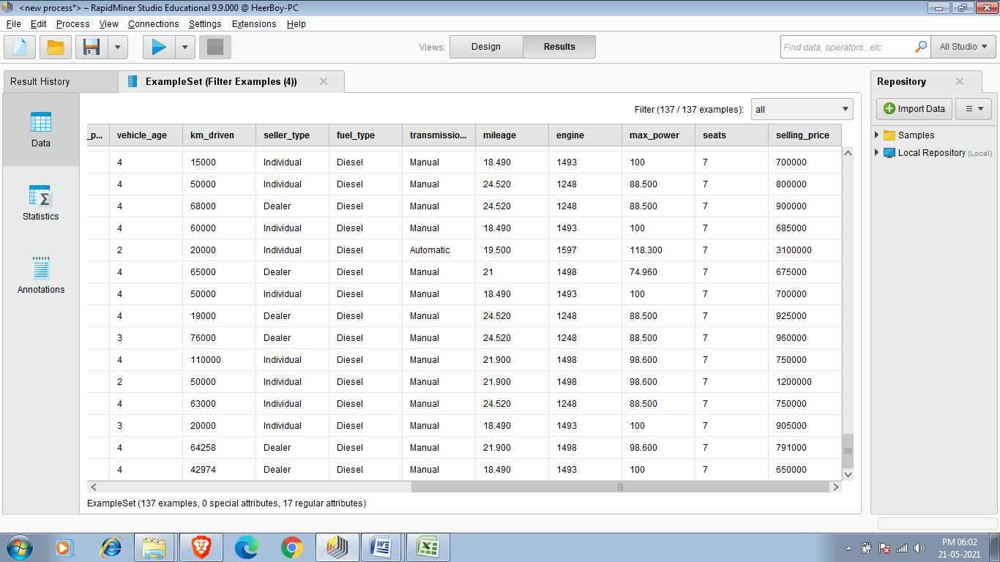 <new process*> – RapidMiner Studio Educational 9.9.000 @ HeerBoy-PC
File Edit Process View Connections Settings Extensions Help
Views: Design Results Find data, operators...etc All Studio
Result History ExampleSet (Filter Examples (4)) Repository
Filter (137 / 137 examples): all Import Data
_p... vehicle_age km_driven seller_type fuel_type transmissio... mileage engine max_power seats selling_price
4 15000 Individual Diesel Manual 18.490 1493 100 7 700000
4 50000 Individual Diesel Manual 24.520 1248 88.500 7 800000
4 68000 Dealer Diesel Manual 24.520 1248 88.500 7 900000
4 60000 Individual Diesel Manual 18.490 1493 100 7 685000
2 20000 Individual Diesel Automatic 19.500 1597 118.300 7 3100000
4 65000 Dealer Diesel Manual 21 1498 74.960 7 675000
4 50000 Individual Diesel Manual 18.490 1493 100 7 700000
4 19000 Dealer Diesel Manual 24.520 1248 88.500 7 925000
3 76000 Dealer Diesel Manual 24.520 1248 88.500 7 960000
4 110000 Individual Diesel Manual 21.900 1498 98.600 7 750000
2 50000 Individual Diesel Manual 21.900 1498 98.600 7 1200000
4 63000 Individual Diesel Manual 24.520 1248 88.500 7 750000
3 20000 Individual Diesel Manual 18.490 1493 100 7 905000
4 64258 Dealer Diesel Manual 21.900 1498 98.600 7 791000
4 42974 Dealer Diesel Manual 18.490 1493 100 7 650000
ExampleSet (137 examples, 0 special attributes, 17 regular attributes)
Data
Statistics
Annotations
Samples
Local Repository (Local)
PM 06:02
21-05-2021